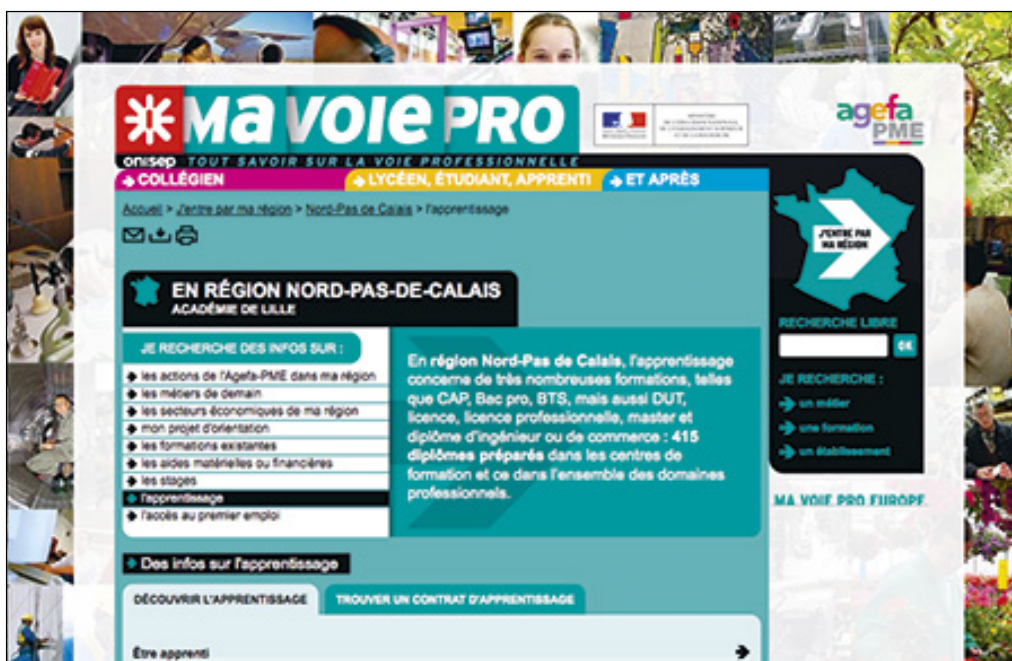 Ma VOIE PRO
onisep TOUT SAVOIR SUR LA VOIE PROFESSIONNELLE
agefa
PME
COLLÉGIEN
LYCÉEN, ÉTUDIANT, APPRENTI
ET APRÈS
Accueil > J'entre par ma région > Nord-Pas de Calais > l'apprentissage
EN RÉGION NORD-PAS-DE-CALAIS
ACADÉMIE DE LILLE
JE RECHERCHE DES INFOS SUR :
les actions de l'Agefa-PME dans ma région
les métiers de demain
les secteurs économiques de ma région
mon projet d'orientation
les formations existantes
les aides matérielles ou financières
les stages
l'apprentissage
l'accès au premier emploi
En région Nord-Pas de Calais, l'apprentissage
concerne de très nombreuses formations, telles
que CAP, Bac pro, BTS, mais aussi DUT,
licence, licence professionnelle, master et
diplôme d'ingénieur ou de commerce : 415
diplômes préparés dans les centres de
formation et ce dans l'ensemble des domaines
professionnels.
J'ENTRE PAR
MA RÉGION
RECHERCHE LIBRE
OK
JE RECHERCHE :
un métier
une formation
un établissement
MA VOIE PRO EUROPE
Des infos sur l'apprentissage
DÉCOUVRIR L'APPRENTISSAGE
TROUVER UN CONTRAT D'APPRENTISSAGE
Être apprenti